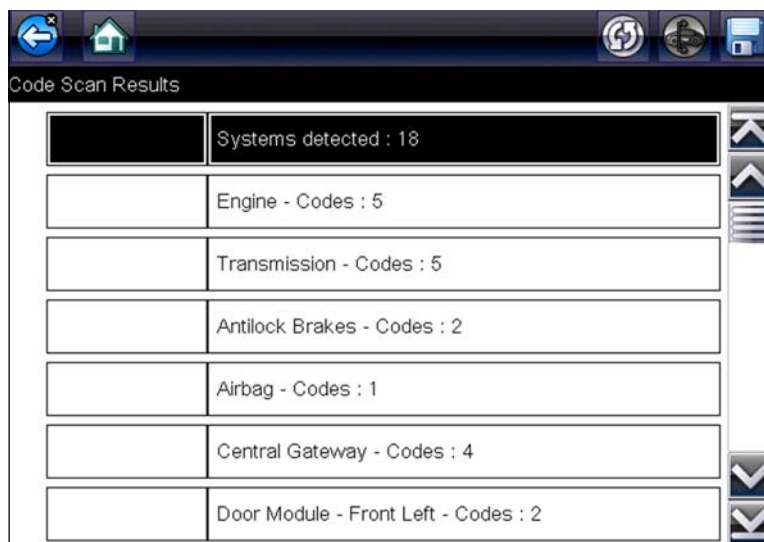 Code Scan Results
Systems detected : 18
Engine - Codes : 5
Transmission - Codes : 5
Antilock Brakes - Codes : 2
Airbag - Codes : 1
Central Gateway - Codes : 4
Door Module - Front Left - Codes : 2